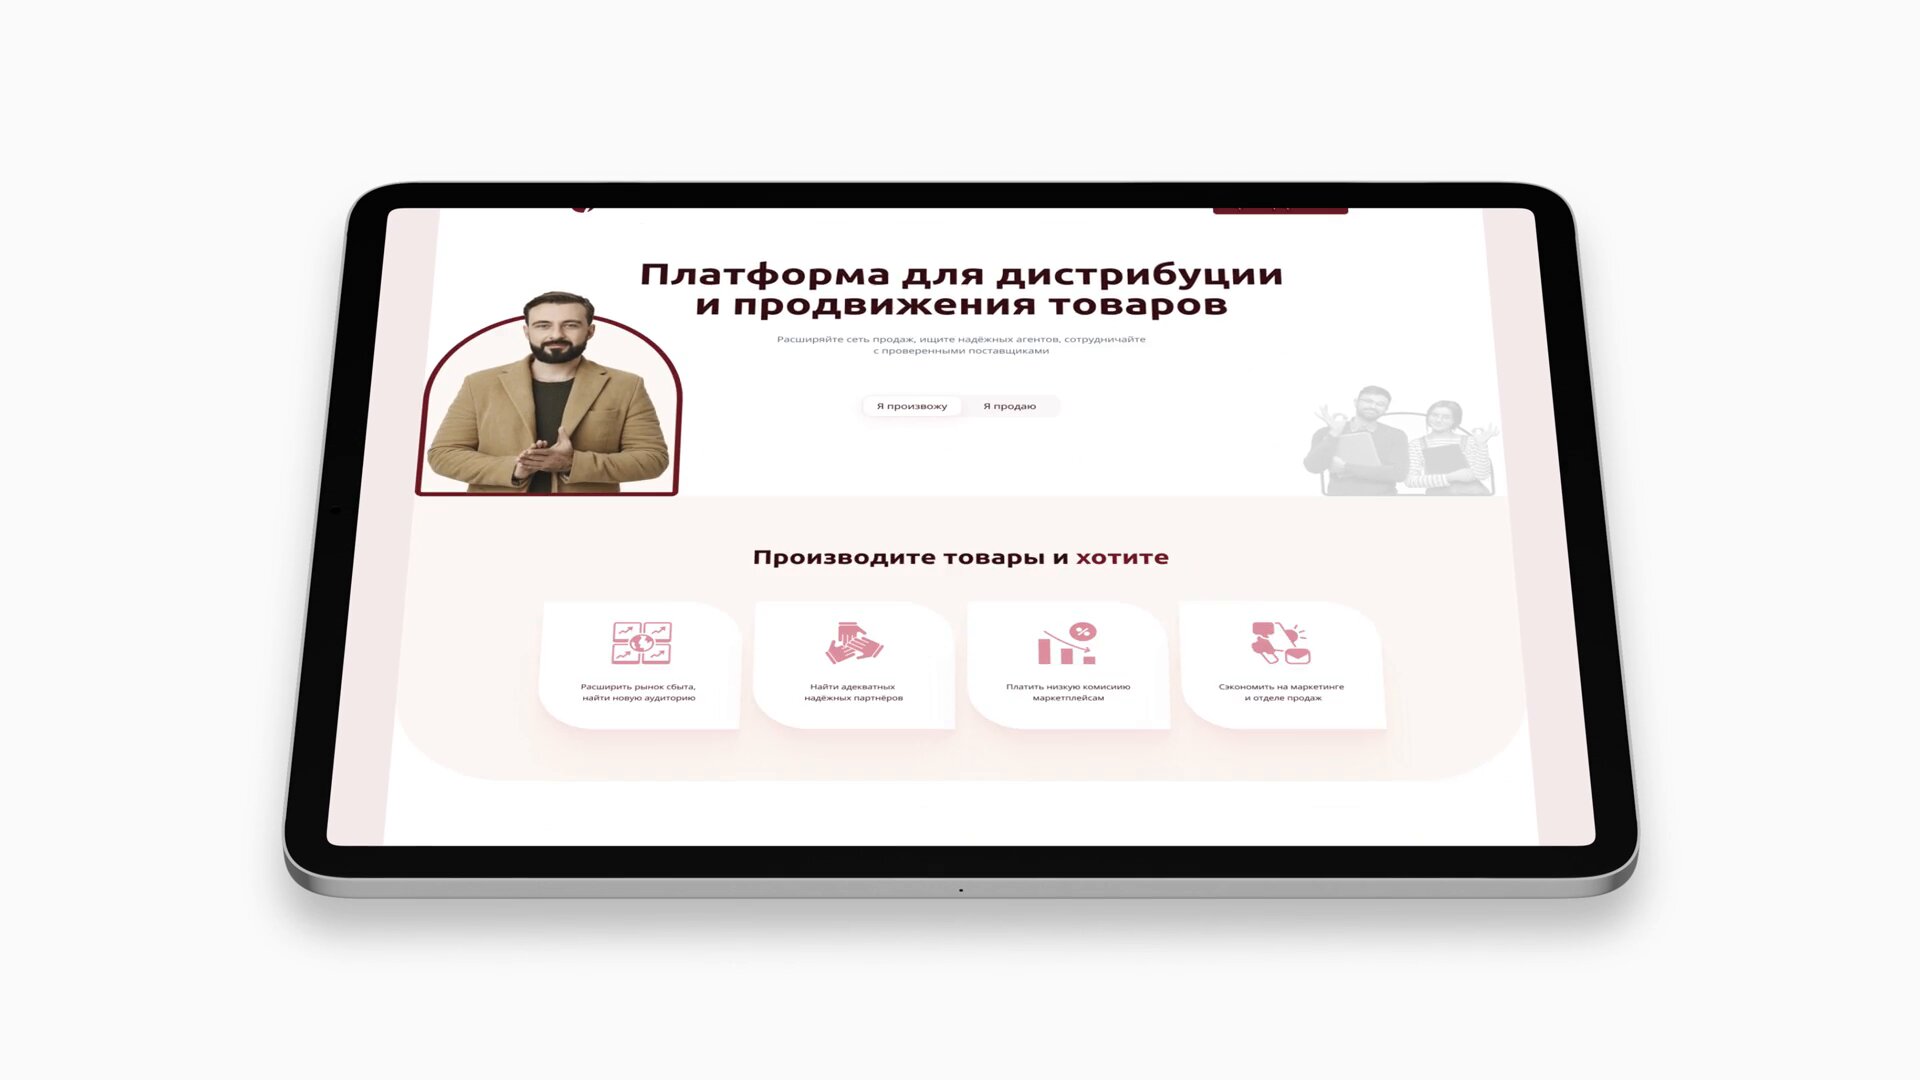 Платформа для дистрибуции
и продвижения товаров
Расширяйте сеть продаж, ищите надёжных агентов, сотрудничайте
с проверенными поставщиками
Я произвожу
Я продаю
Производите товары и хотите
Расширить рынок сбыта,
найти новую аудиторию
Найти адекватных
надёжных партнёров
Платить низкую комисиию
маркетплейсам
Сэкономить на маркетинге
и отделе продаж